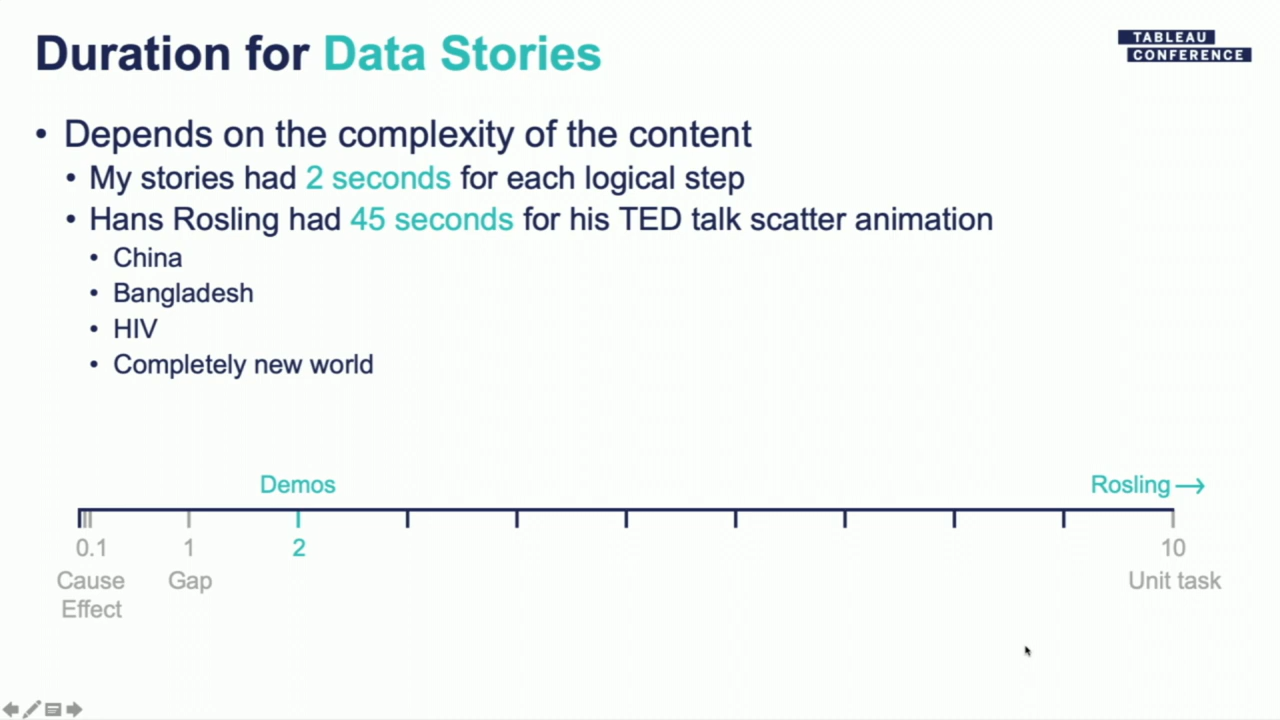 Duration for Data Stories
TABLEAU
CONFERENCE
• Depends on the complexity of the content
• My stories had 2 seconds for each logical step
• Hans Rosling had 45 seconds for his TED talk scatter animation
• China
• Bangladesh
• HIV
• Completely new world
Demos
Rosling →
0.1 1 2 10
Cause Gap Unit task
Effect